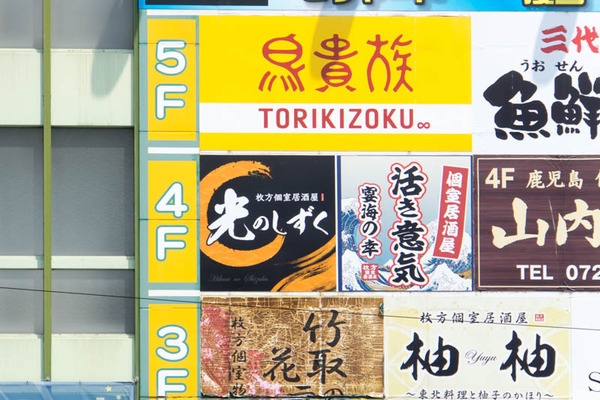 5F
鳥貴族
TORIKIZOKU∞
三代
うおせん
魚鮮
4F
枚方個室居酒屋
光のしずく
Hikari no Shizuku
個室居酒屋
活き意気
雲海の幸
4F 鹿児島
山内
TEL 072
3F
竹取
花
枚方個室
枚方個室居酒屋
柚柚
Yuyu
〜東北料理と柚子のかほり〜